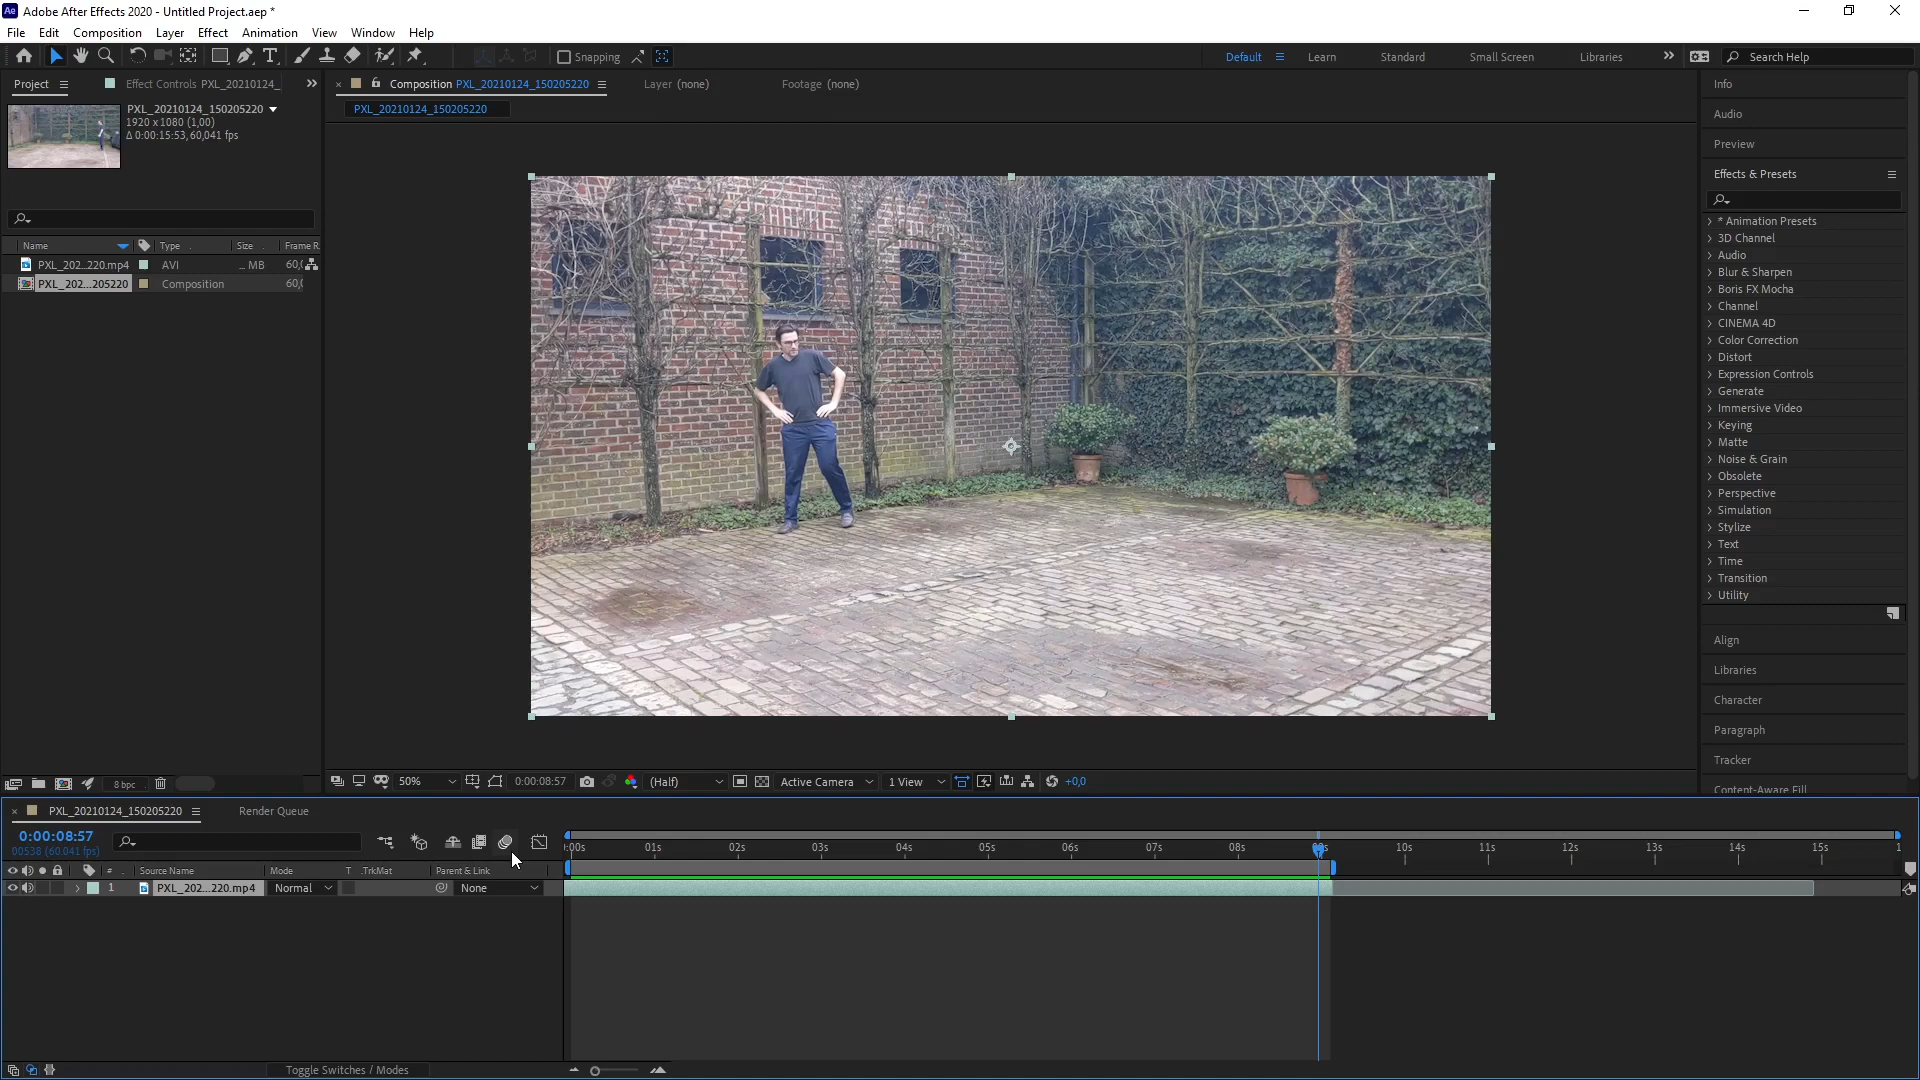 Adobe After Effects 2020 - Untitled Project.aep *
File Edit Composition Layer Effect Animation View Window Help
Snapping
Default Learn Standard Small Screen Libraries Search Help
Project Effect Controls PXL_20210124_
Composition PXL_20210124_150205220 Layer (none) Footage (none)
PXL_20210124_150205220
PXL_20210124_150205220
1920 x 1080 (1,00)
Δ 0:00:15:53, 60,041 fps
Name Type Size Frame R
PXL_202...220.mp4 AVI ... MB 60,(
PXL_202...205220 Composition 60,(
Info
Audio
Preview
Effects & Presets
* Animation Presets
3D Channel
Audio
Blur & Sharpen
Boris FX Mocha
Channel
CINEMA 4D
Color Correction
Distort
Expression Controls
Generate
Immersive Video
Keying
Matte
Noise & Grain
Obsolete
Perspective
Simulation
Stylize
Text
Time
Transition
Utility
Align
Libraries
Character
Paragraph
Tracker
Content-Aware Fill
8 bpc
50% 0:00:08:57 (Half) Active Camera 1 View +0,0
PXL_20210124_150205220 Render Queue
0:00:08:57
00538 (60.041 fps)
:00s 01s 02s 03s 04s 05s 06s 07s 08s 10s 11s 12s 13s 14s 15s 1
# Source Name Mode T .TrkMat Parent & Link
1 PXL_202...220.mp4 Normal None
Toggle Switches / Modes